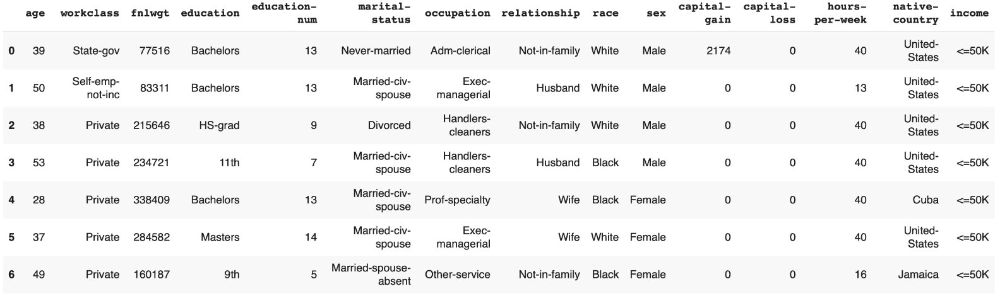 age workclass fnlwgt education education-num marital-status occupation relationship race sex capital-gain capital-loss hours-per-week native-country income
0 39 State-gov 77516 Bachelors 13 Never-married Adm-clerical Not-in-family White Male 2174 0 40 United-States <=50K
1 50 Self-emp-not-inc 83311 Bachelors 13 Married-civ-spouse Exec-managerial Husband White Male 0 0 13 United-States <=50K
2 38 Private 215646 HS-grad 9 Divorced Handlers-cleaners Not-in-family White Male 0 0 40 United-States <=50K
3 53 Private 234721 11th 7 Married-civ-spouse Handlers-cleaners Husband Black Male 0 0 40 United-States <=50K
4 28 Private 338409 Bachelors 13 Married-civ-spouse Prof-specialty Wife Black Female 0 0 40 Cuba <=50K
5 37 Private 284582 Masters 14 Married-civ-spouse Exec-managerial Wife White Female 0 0 40 United-States <=50K
6 49 Private 160187 9th 5 Married-spouse-absent Other-service Not-in-family Black Female 0 0 16 Jamaica <=50K